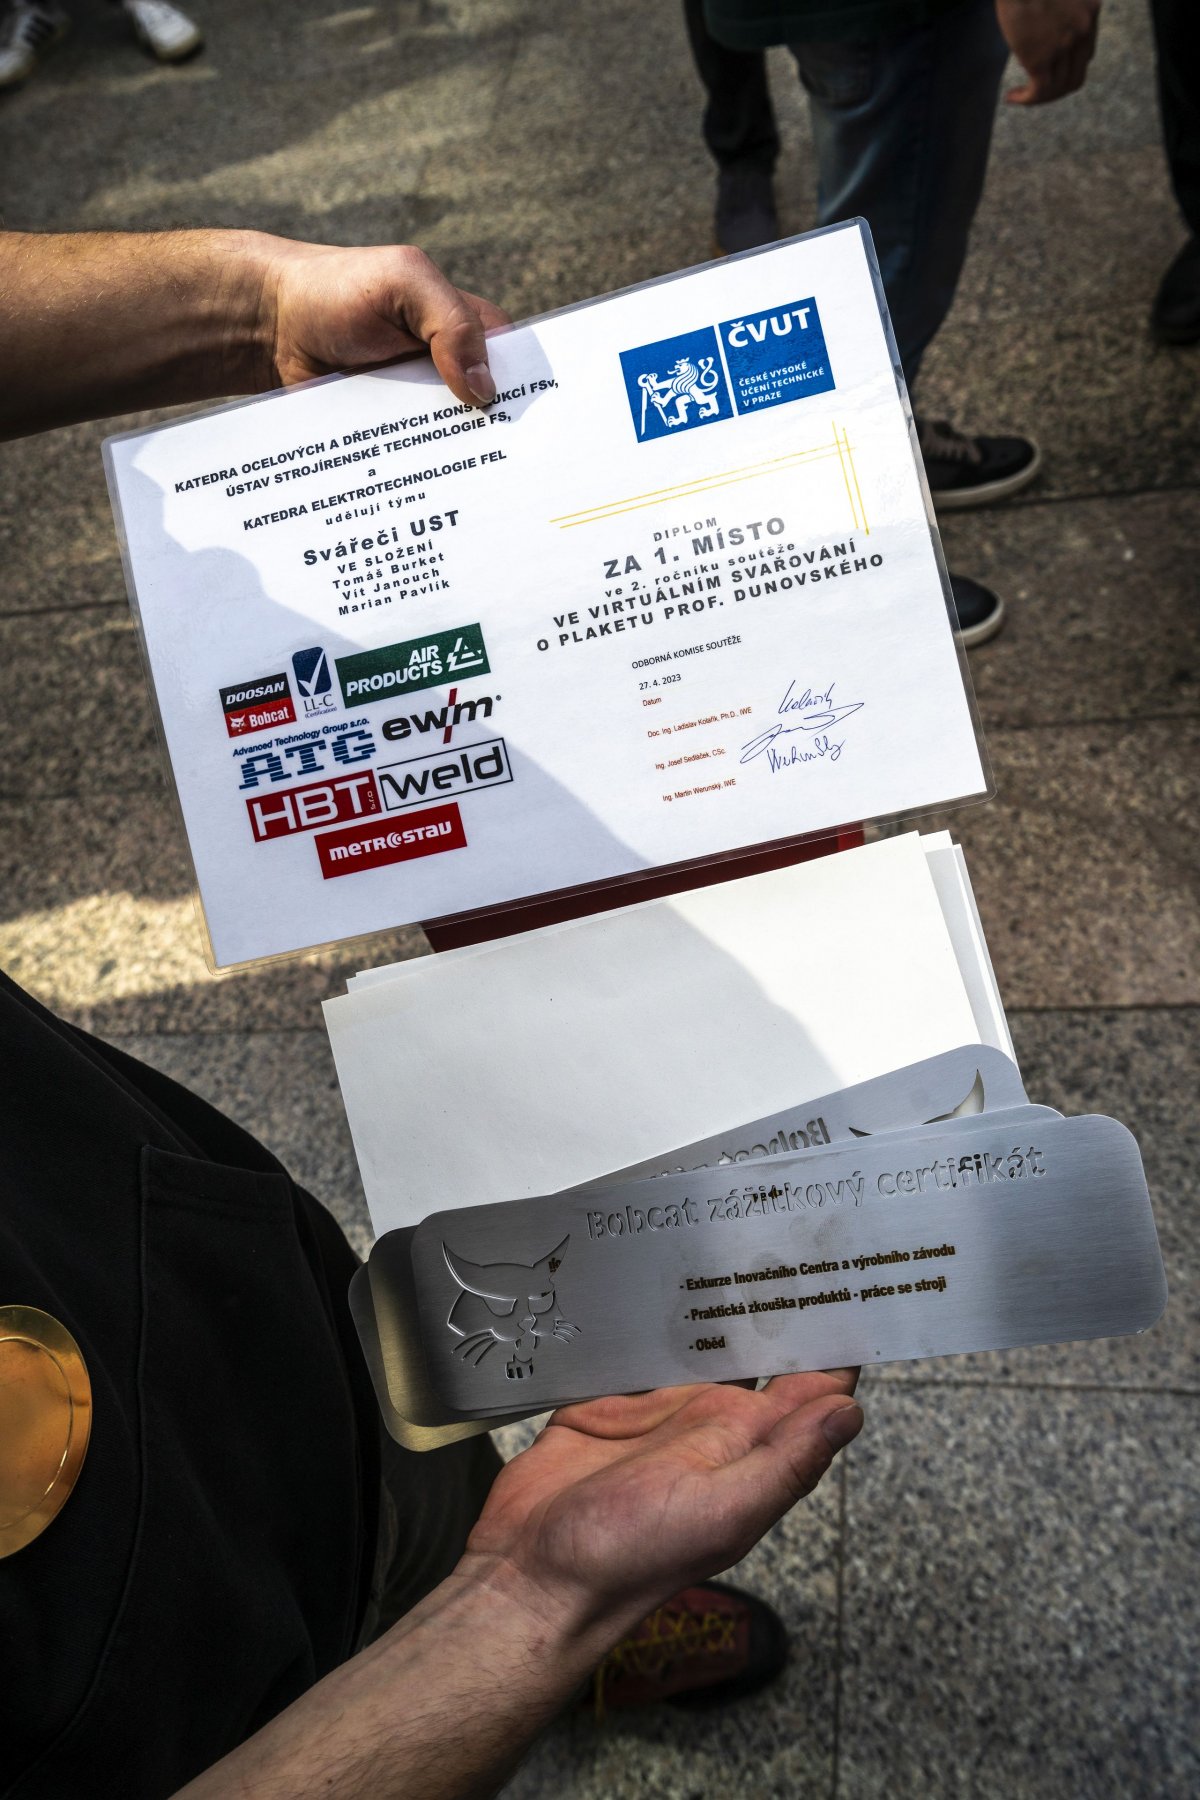 KATEDRA OCELOVÝCH A DŘEVĚNÝCH KONSTRUKCÍ FSv,
ÚSTAV STROJÍRENSKÉ TECHNOLOGIE FS,
a
KATEDRA ELEKTROTECHNOLOGIE FEL
udělují týmu
Svářeči UST
VE SLOŽENÍ
Tomáš Burket
Vít Janouch
Marian Pavlík
DOOSAN
Bobcat
LL-C
(Certification)
AIR
PRODUCTS
Advanced Technology Group s.r.o.
ATG
ewm
HBT
s.r.o
weld
METROSTAV
ČVUT
ČESKÉ VYSOKÉ
UČENÍ TECHNICKÉ
V PRAZE
DIPLOM
ZA 1. MÍSTO
ve 2. ročníku soutěže
VE VIRTUÁLNÍM SVAŘOVÁNÍ
O PLAKETU PROF. DUNOVSKÉHO
ODBORNÁ KOMISE SOUTĚŽE
27. 4. 2023
Datum
Doc. Ing. Ladislav Kolařík, Ph.D., IWE
Ing. Josef Sedláček, CSc.
Ing. Martin Werunský, IWE
Bobcat
Bobcat zážitkový certifikát
- Exkurze Inovačního Centra a výrobního závodu
- Praktická zkouška produktů - práce se stroji
- Oběd